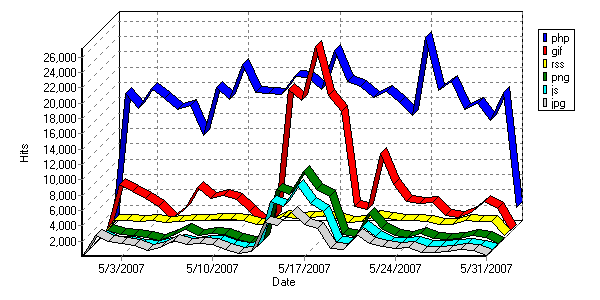 26,000
24,000
22,000
20,000
18,000
16,000
14,000
12,000
10,000
8,000
6,000
4,000
2,000
Hits
5/3/2007 5/10/2007 5/17/2007 5/24/2007 5/31/2007
Date
php
gif
rss
png
js
jpg